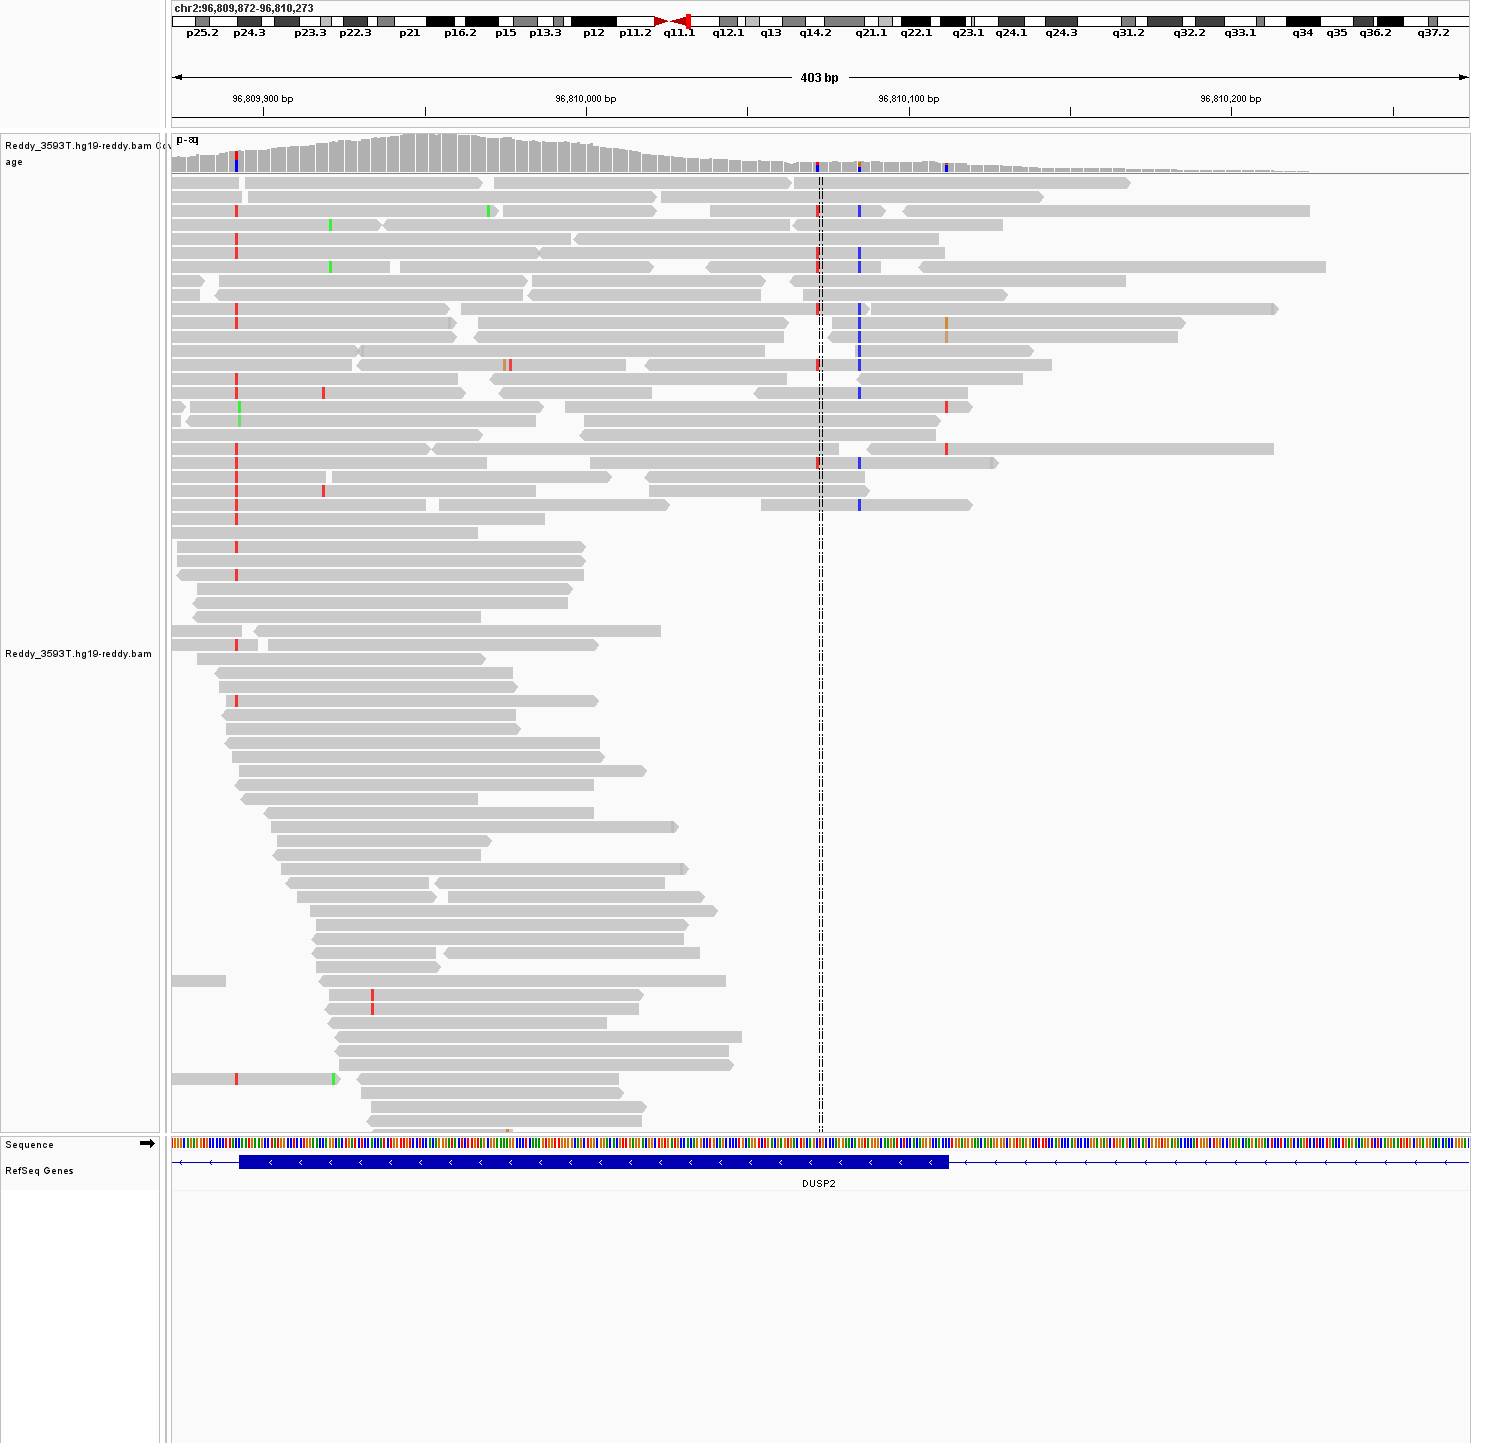 chr2:96,809,872-96,810,273
p25.2 p24.3 p23.3 p22.3 p21 p16.2 p15 p13.3 p12 p11.2 q11.1 q12.1 q13 q14.2 q21.1 q22.1 q23.1 q24.1 q24.3 q31.2 q32.2 q33.1 q34 q35 q36.2 q37.2
403 bp
96,809,900 bp 96,810,000 bp 96,810,100 bp 96,810,200 bp
Reddy_3593T.hg19-reddy.bam Cov
age
Reddy_3593T.hg19-reddy.bam
Sequence
RefSeq Genes
DUSP2